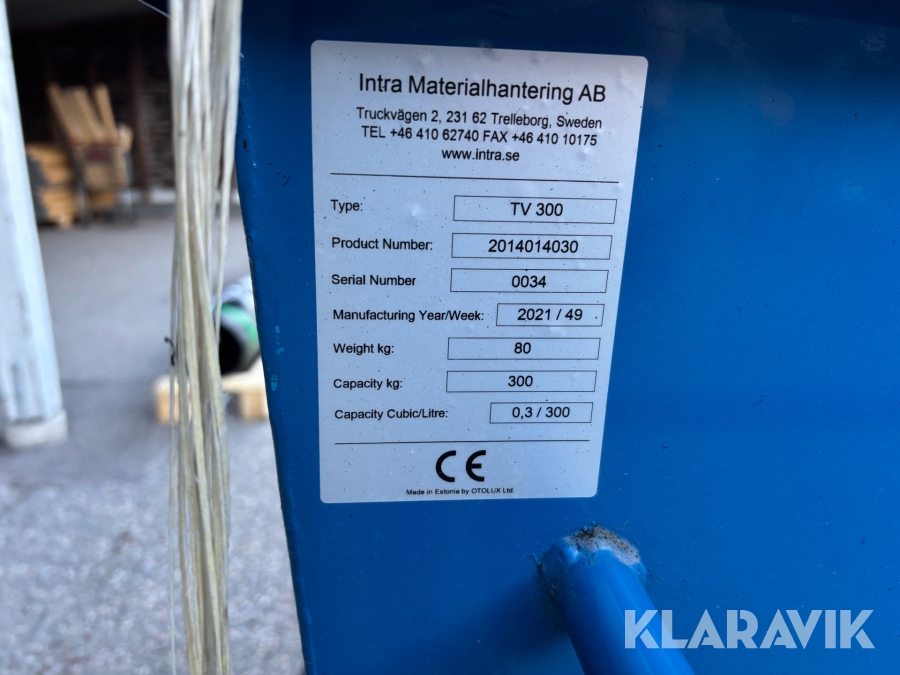 Intra Materialhantering AB
Truckvägen 2, 231 62 Trelleborg, Sweden
TEL +46 410 62740 FAX +46 410 10175
www.intra.se
Type: TV 300
Product Number: 2014014030
Serial Number 0034
Manufacturing Year/Week: 2021 / 49
Weight kg: 80
Capacity kg: 300
Capacity Cubic/Litre: 0,3 / 300
CE
Made in Estonia by OTOLUX Ltd.
KLARAVIK